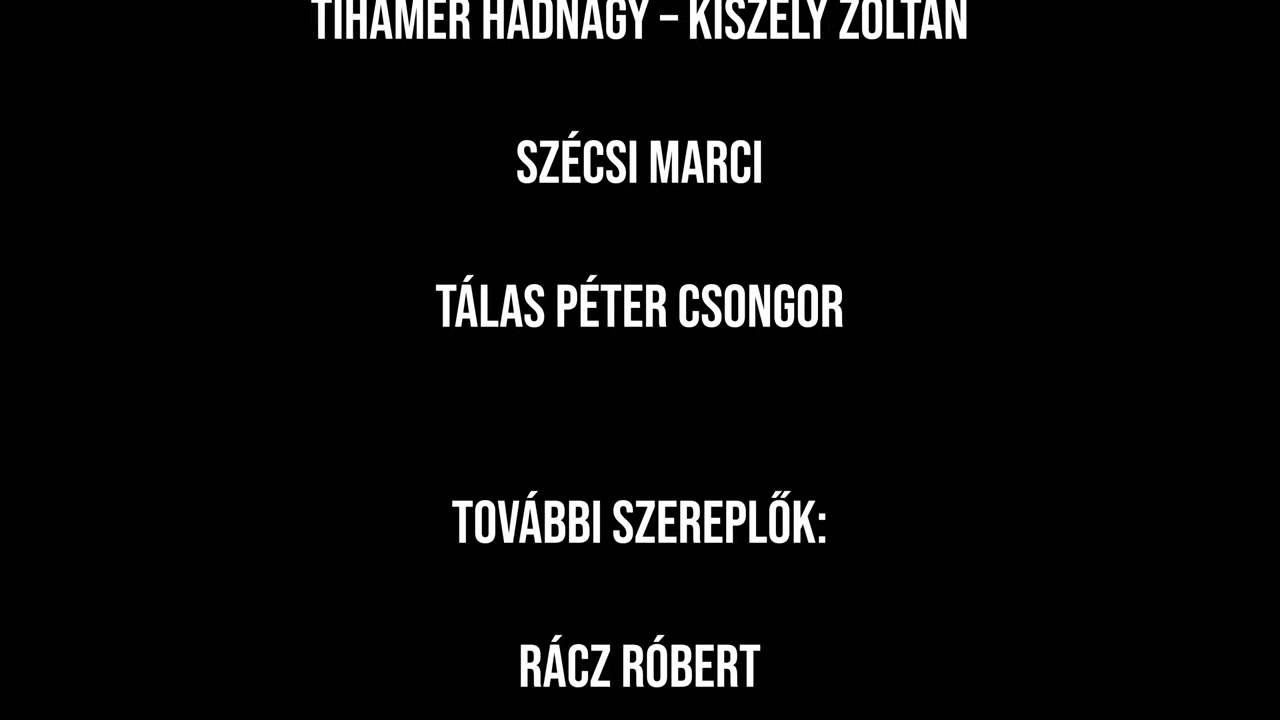 TIHAMÉR HADNAGY – KISZELY ZOLTÁN
SZÉCSI MARCI
TÁLAS PÉTER CSONGOR
TOVÁBBI SZEREPLŐK:
RÁCZ RÓBERT